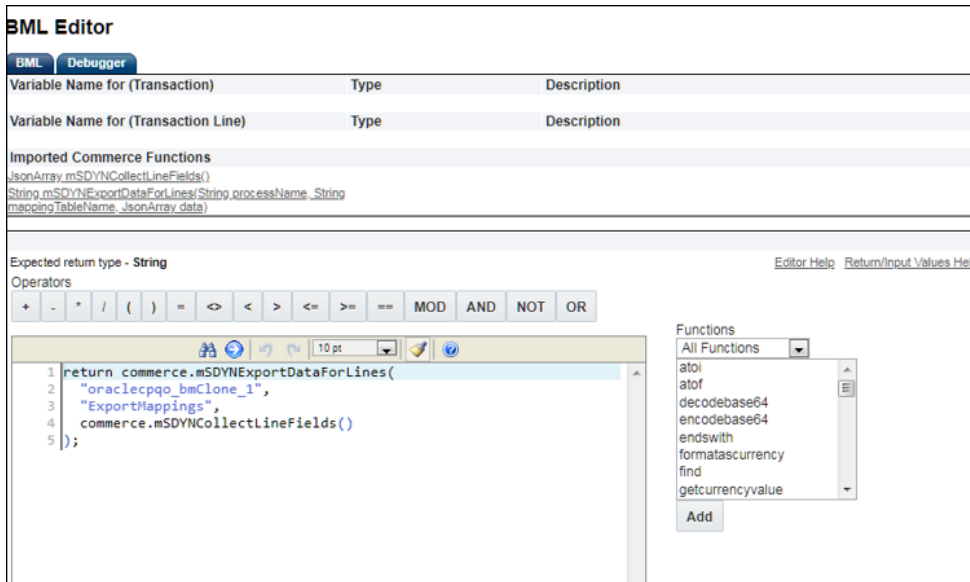 BML Editor
BML Debugger
Variable Name for (Transaction) Type Description
Variable Name for (Transaction Line) Type Description
Imported Commerce Functions
JsonArray mSDYNCollectLineFields()
String mSDYNExportDataForLines(String processName, String
mappingTableName, JsonArray data)
Expected return type - String Editor Help Return/Input Values Hel
Operators
+ - * / ( ) = <> < > <= >= == MOD AND NOT OR
10 pt
1 return commerce.mSDYNExportDataForLines(
2 "oraclecpqo_bmClone_1",
3 "ExportMappings",
4 commerce.mSDYNCollectLineFields()
5 );
Functions
All Functions
atoi
atof
decodebase64
encodebase64
endswith
formatascurrency
find
getcurrencyvalue
Add